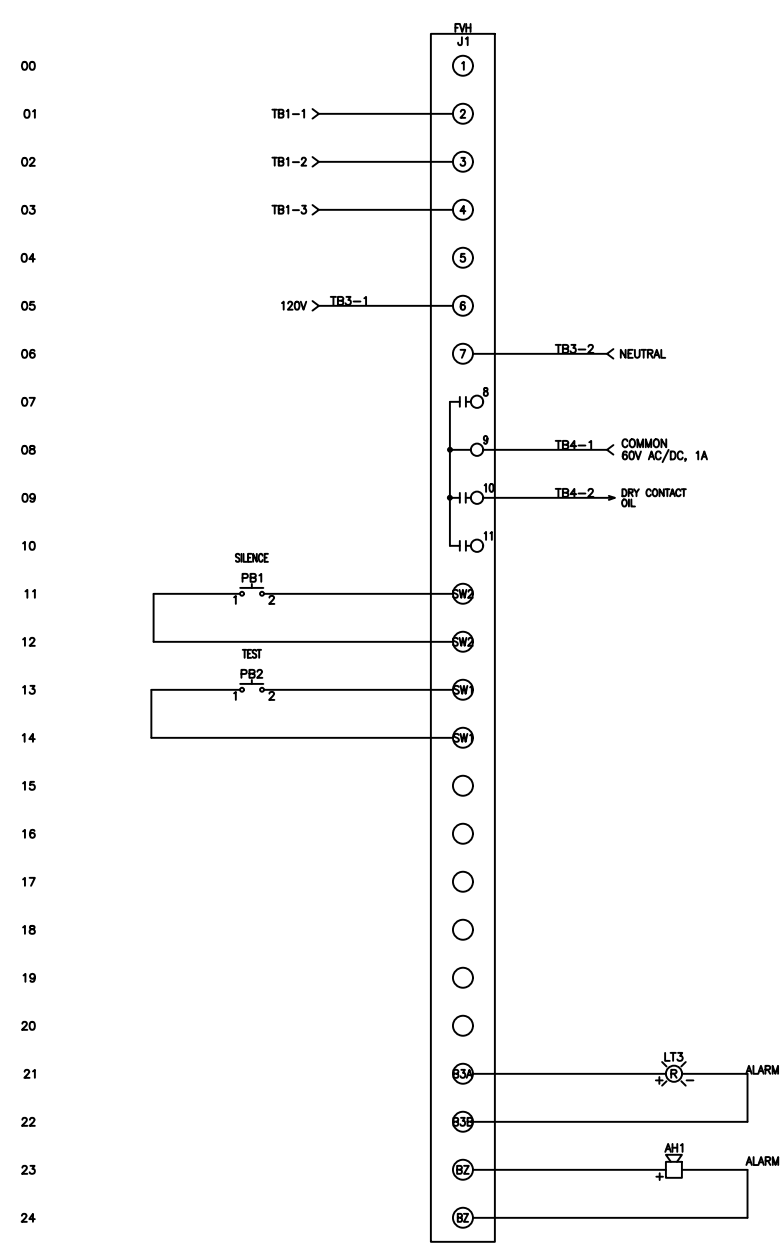 FVH
J1
00 1
01 TB1-1 2
02 TB1-2 3
03 TB1-3 4
04 5
05 120V TB3-1 6
06 7 TB3-2 NEUTRAL
07 8
08 9 TB4-1 COMMON
60V AC/DC, 1A
09 10 TB4-2 DRY CONTACT
OIL
10 11
SILENCE
PB1
11 1 2 SW2
12 SW2
TEST
PB2
13 1 2 SW1
14 SW1
15
16
17
18
19
20
LT3
21 B3A + R - ALARM
22 B3B
AH1
23 BZ + ALARM
24 BZ